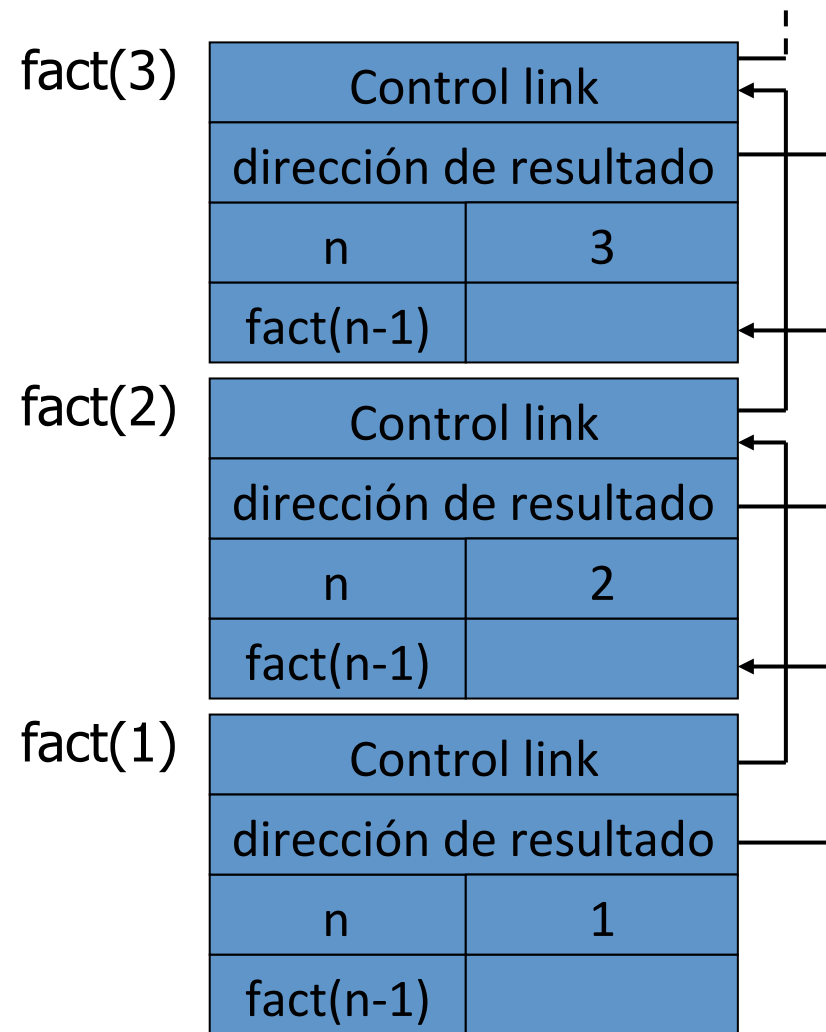 fact(3)
Control link
dirección de resultado
n 3
fact(n-1)
fact(2)
Control link
dirección de resultado
n 2
fact(n-1)
fact(1)
Control link
dirección de resultado
n 1
fact(n-1)